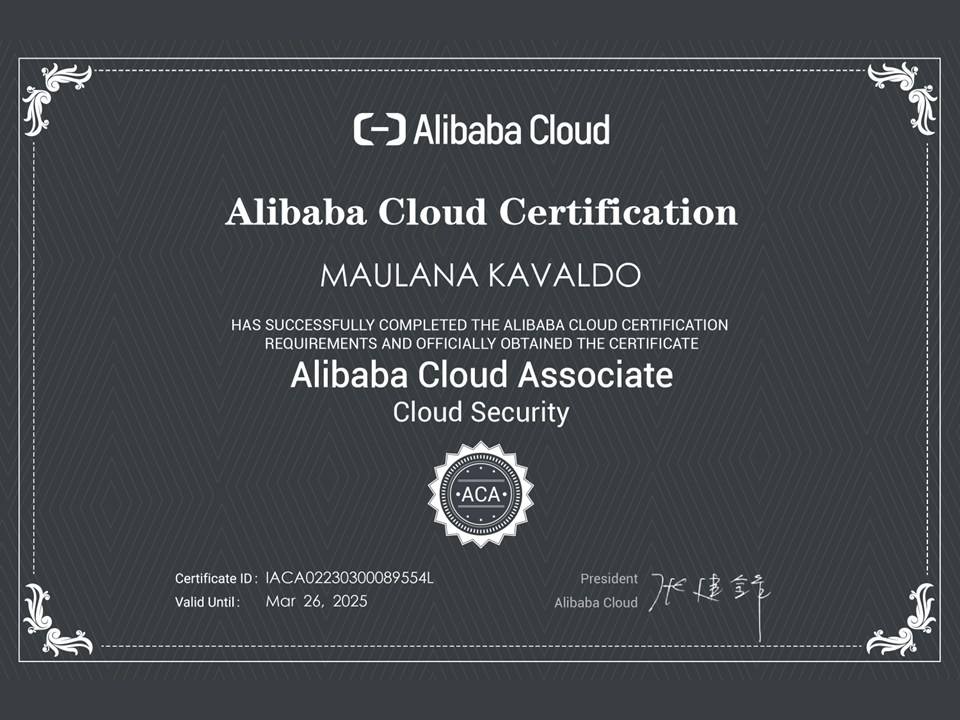 Alibaba Cloud
Alibaba Cloud Certification
MAULANA KAVALDO
HAS SUCCESSFULLY COMPLETED THE ALIBABA CLOUD CERTIFICATION
REQUIREMENTS AND OFFICIALLY OBTAINED THE CERTIFICATE
Alibaba Cloud Associate
Cloud Security
·ACA·
Certificate ID : IACA02230300089554L
Valid Until : Mar 26, 2025
President
Alibaba Cloud